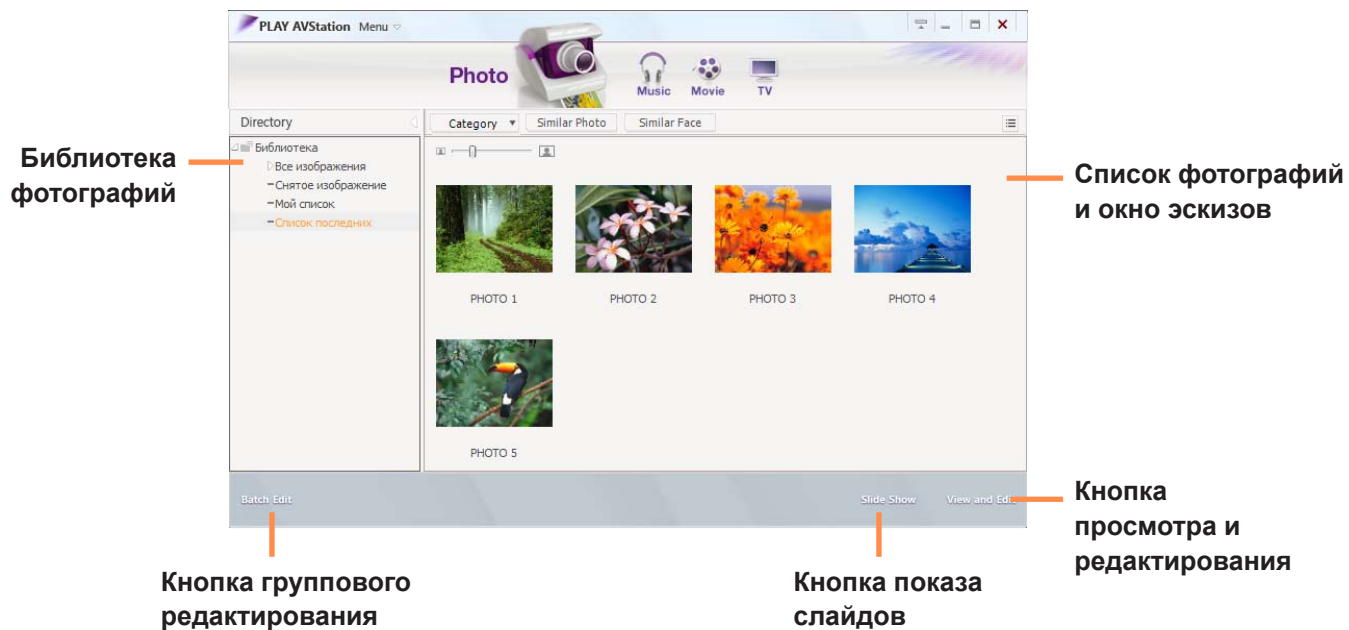 PLAY AVStation Menu
Photo
Music
Movie
TV
Directory
Category
Similar Photo
Similar Face
Библиотека
Все изображения
Снятое изображение
Мой список
Список последних
PHOTO 1
PHOTO 2
PHOTO 3
PHOTO 4
PHOTO 5
Batch Edit
Slide Show
View and Edit
Библиотека
фотографий
Список фотографий
и окно эскизов
Кнопка
просмотра и
редактирования
Кнопка группового
редактирования
Кнопка показа
слайдов